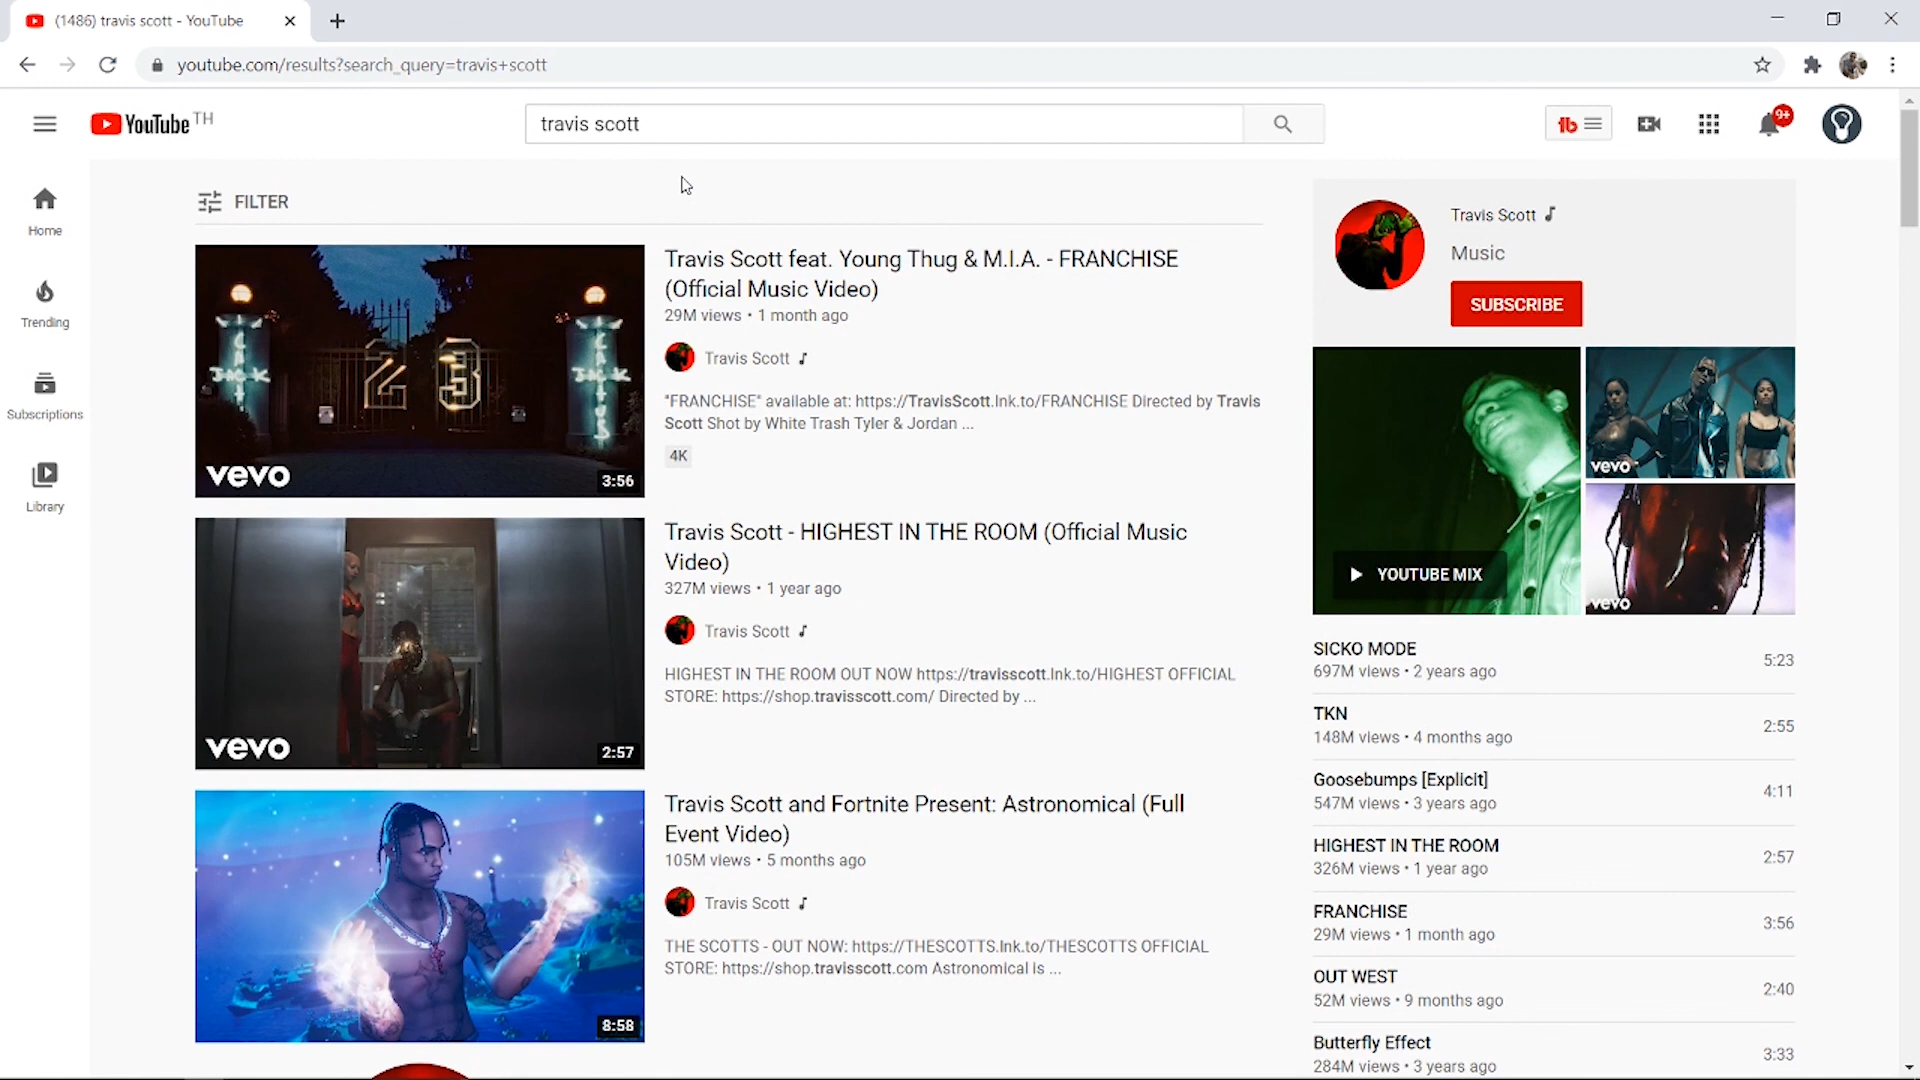 (1486) travis scott - YouTube
youtube.com/results?search_query=travis+scott
YouTube TH
travis scott
9+
Home
Trending
Subscriptions
Library
FILTER
JACK
CACTUS
23
vevo
3:56
Travis Scott feat. Young Thug & M.I.A. - FRANCHISE
(Official Music Video)
29M views • 1 month ago
Travis Scott
"FRANCHISE" available at: https://TravisScott.lnk.to/FRANCHISE Directed by Travis
Scott Shot by White Trash Tyler & Jordan ...
4K
vevo
2:57
Travis Scott - HIGHEST IN THE ROOM (Official Music
Video)
327M views • 1 year ago
Travis Scott
HIGHEST IN THE ROOM OUT NOW https://travisscott.lnk.to/HIGHEST OFFICIAL
STORE: https://shop.travisscott.com/ Directed by ...
8:58
Travis Scott and Fortnite Present: Astronomical (Full
Event Video)
105M views • 5 months ago
Travis Scott
THE SCOTTS - OUT NOW: https://THESCOTTS.lnk.to/THESCOTTS OFFICIAL
STORE: https://shop.travisscott.com Astronomical is ...
Travis Scott
Music
SUBSCRIBE
YOUTUBE MIX
vevo
vevo
SICKO MODE
697M views • 2 years ago
5:23
TKN
148M views • 4 months ago
2:55
Goosebumps [Explicit]
547M views • 3 years ago
4:11
HIGHEST IN THE ROOM
326M views • 1 year ago
2:57
FRANCHISE
29M views • 1 month ago
3:56
OUT WEST
52M views • 9 months ago
2:40
Butterfly Effect
284M views • 3 years ago
3:33